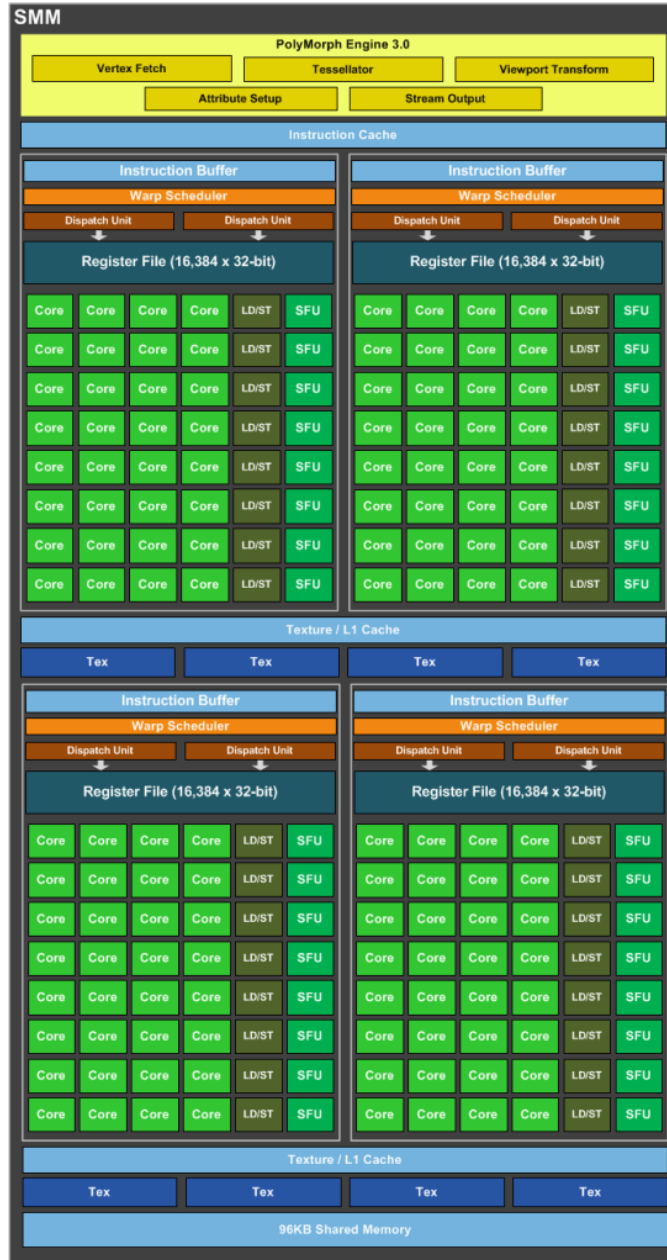 SMM
PolyMorph Engine 3.0
Vertex Fetch Tessellator Viewport Transform
Attribute Setup Stream Output
Instruction Cache
Instruction Buffer Instruction Buffer
Warp Scheduler Warp Scheduler
Dispatch Unit Dispatch Unit Dispatch Unit Dispatch Unit
Register File (16,384 x 32-bit) Register File (16,384 x 32-bit)
Core Core Core Core LD/ST SFU Core Core Core Core LD/ST SFU
Core Core Core Core LD/ST SFU Core Core Core Core LD/ST SFU
Core Core Core Core LD/ST SFU Core Core Core Core LD/ST SFU
Core Core Core Core LD/ST SFU Core Core Core Core LD/ST SFU
Core Core Core Core LD/ST SFU Core Core Core Core LD/ST SFU
Core Core Core Core LD/ST SFU Core Core Core Core LD/ST SFU
Core Core Core Core LD/ST SFU Core Core Core Core LD/ST SFU
Core Core Core Core LD/ST SFU Core Core Core Core LD/ST SFU
Texture / L1 Cache
Tex Tex Tex Tex
Instruction Buffer Instruction Buffer
Warp Scheduler Warp Scheduler
Dispatch Unit Dispatch Unit Dispatch Unit Dispatch Unit
Register File (16,384 x 32-bit) Register File (16,384 x 32-bit)
Core Core Core Core LD/ST SFU Core Core Core Core LD/ST SFU
Core Core Core Core LD/ST SFU Core Core Core Core LD/ST SFU
Core Core Core Core LD/ST SFU Core Core Core Core LD/ST SFU
Core Core Core Core LD/ST SFU Core Core Core Core LD/ST SFU
Core Core Core Core LD/ST SFU Core Core Core Core LD/ST SFU
Core Core Core Core LD/ST SFU Core Core Core Core LD/ST SFU
Core Core Core Core LD/ST SFU Core Core Core Core LD/ST SFU
Core Core Core Core LD/ST SFU Core Core Core Core LD/ST SFU
Texture / L1 Cache
Tex Tex Tex Tex
96KB Shared Memory